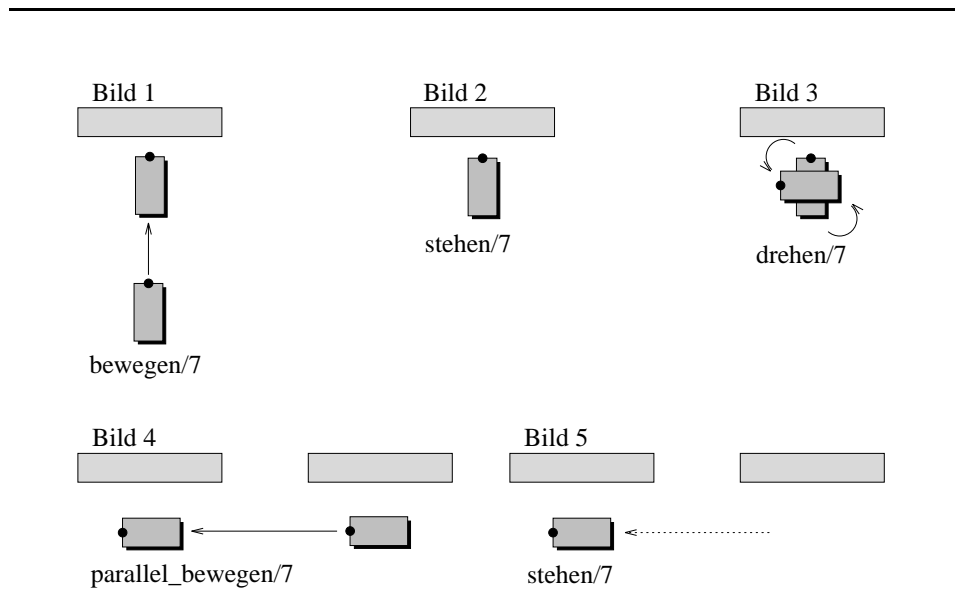 Bild 1
Bild 2
Bild 3
stehen/7
drehen/7
bewegen/7
Bild 4
Bild 5
parallel_bewegen/7
stehen/7